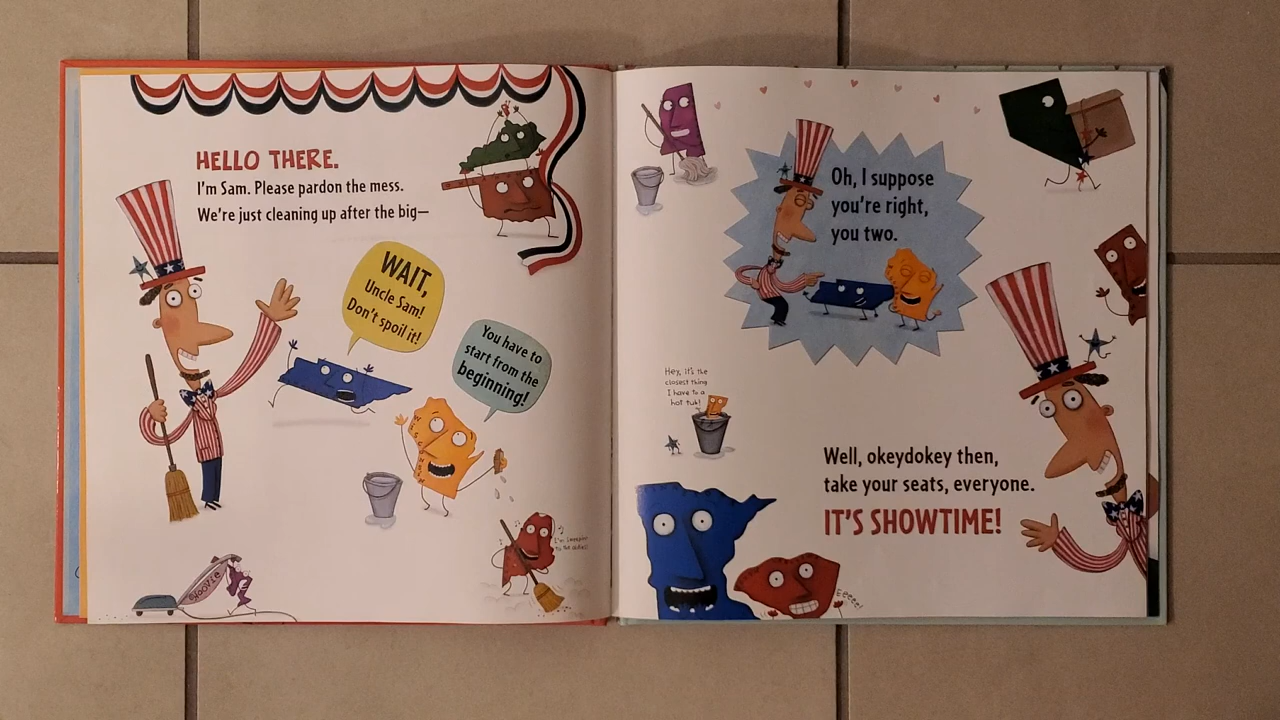 HELLO THERE.
I'm Sam. Please pardon the mess.
We're just cleaning up after the big—
WAIT,
Uncle Sam!
Don't spoil it!
You have to
start from the
beginning!
Oh, I suppose
you're right,
you two.
Hey, it's the
closest thing
I have to a
hot tub!
Well, okeydokey then,
take your seats, everyone.
IT'S SHOWTIME!
Eeeee!